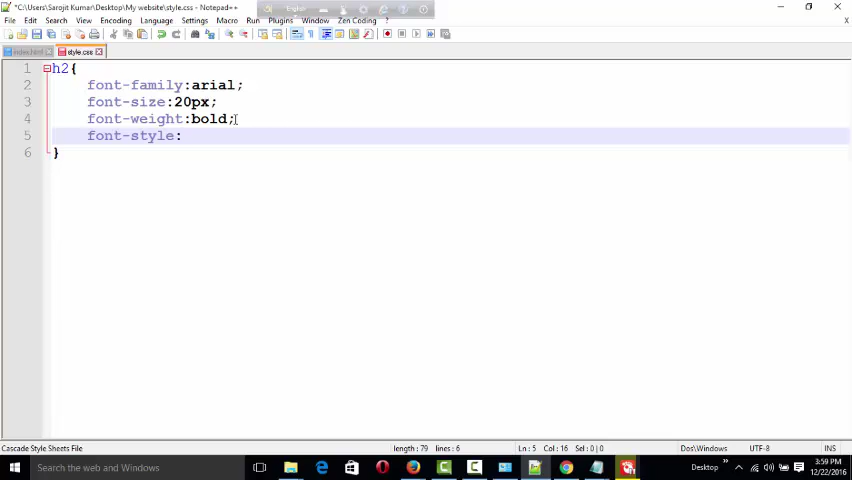 *C:\Users\Sarojit Kumar\Desktop\My website\style.css - Notepad++
English
File Edit Search View Encoding Language Settings Macro Run Plugins Window Zen Coding ?
X
index.html style.css
1 h2{
2 font-family:arial;
3 font-size:20px;
4 font-weight:bold;
5 font-style:
6 }
Cascade Style Sheets File length : 79 lines : 6 Ln : 5 Col : 16 Sel : 0 | 0 Dos\Windows UTF-8 INS
Search the web and Windows Desktop 3:59 PM
12/22/2016